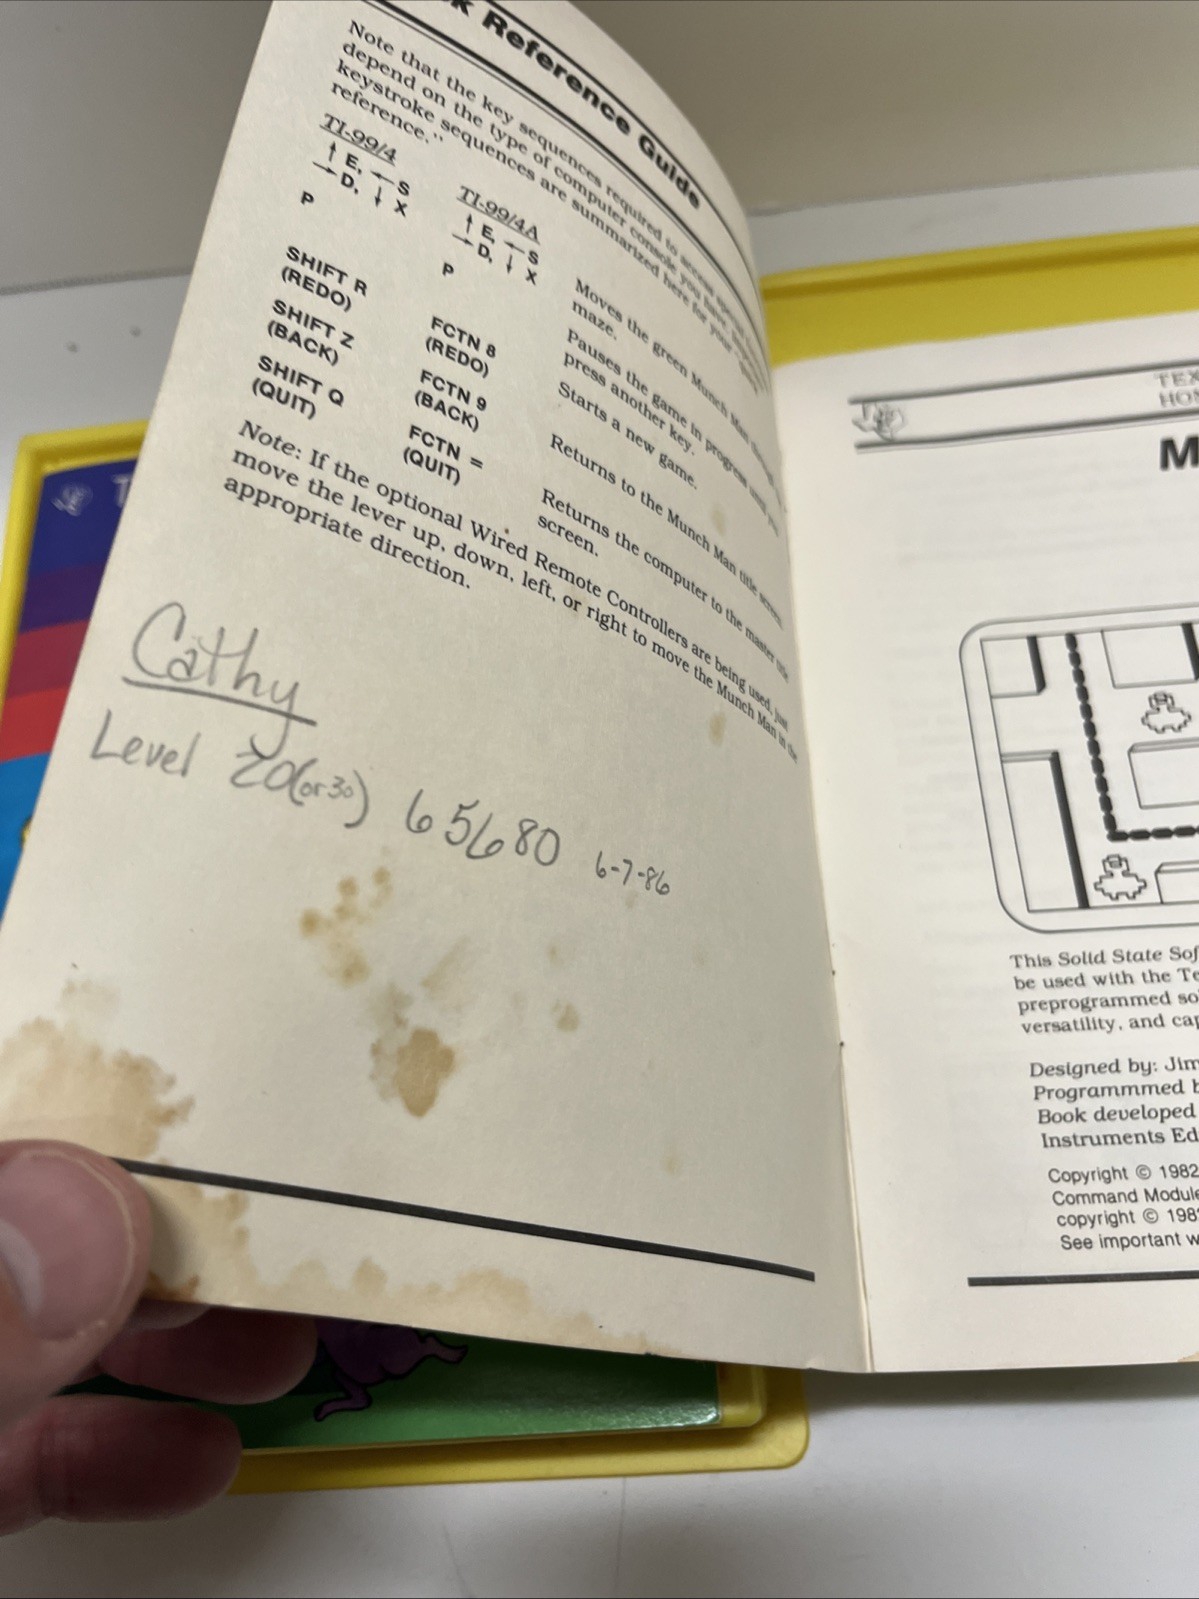 Reference Guide
Note that the key sequences required to access special
depend on the type of computer console you have.
keystroke sequences are summarized here for your
reference."
TI-99/4
TI-99/4A
↑ E, ← S
→ D, ↓ X
↑ E, ← S
→ D, ↓ X
Moves the green Munch Man
maze.
P
P
Pauses the game in progress until you
press another key.
SHIFT R
(REDO)
FCTN 8
(REDO)
Starts a new game.
SHIFT Z
(BACK)
FCTN 9
(BACK)
Returns to the Munch Man title screen.
SHIFT Q
(QUIT)
FCTN =
(QUIT)
Returns the computer to the master title
screen.
Note: If the optional Wired Remote Controllers are being used, just
move the lever up, down, left, or right to move the Munch Man in the
appropriate direction.
Cathy
Level 20(or 30) 65680 6-7-86
TEX
HOM
M
This Solid State Sof
be used with the Te
preprogrammed so
versatility, and cap
Designed by: Jim
Programmmed b
Book developed
Instruments Ed
Copyright © 1982
Command Module
copyright © 198
See important w